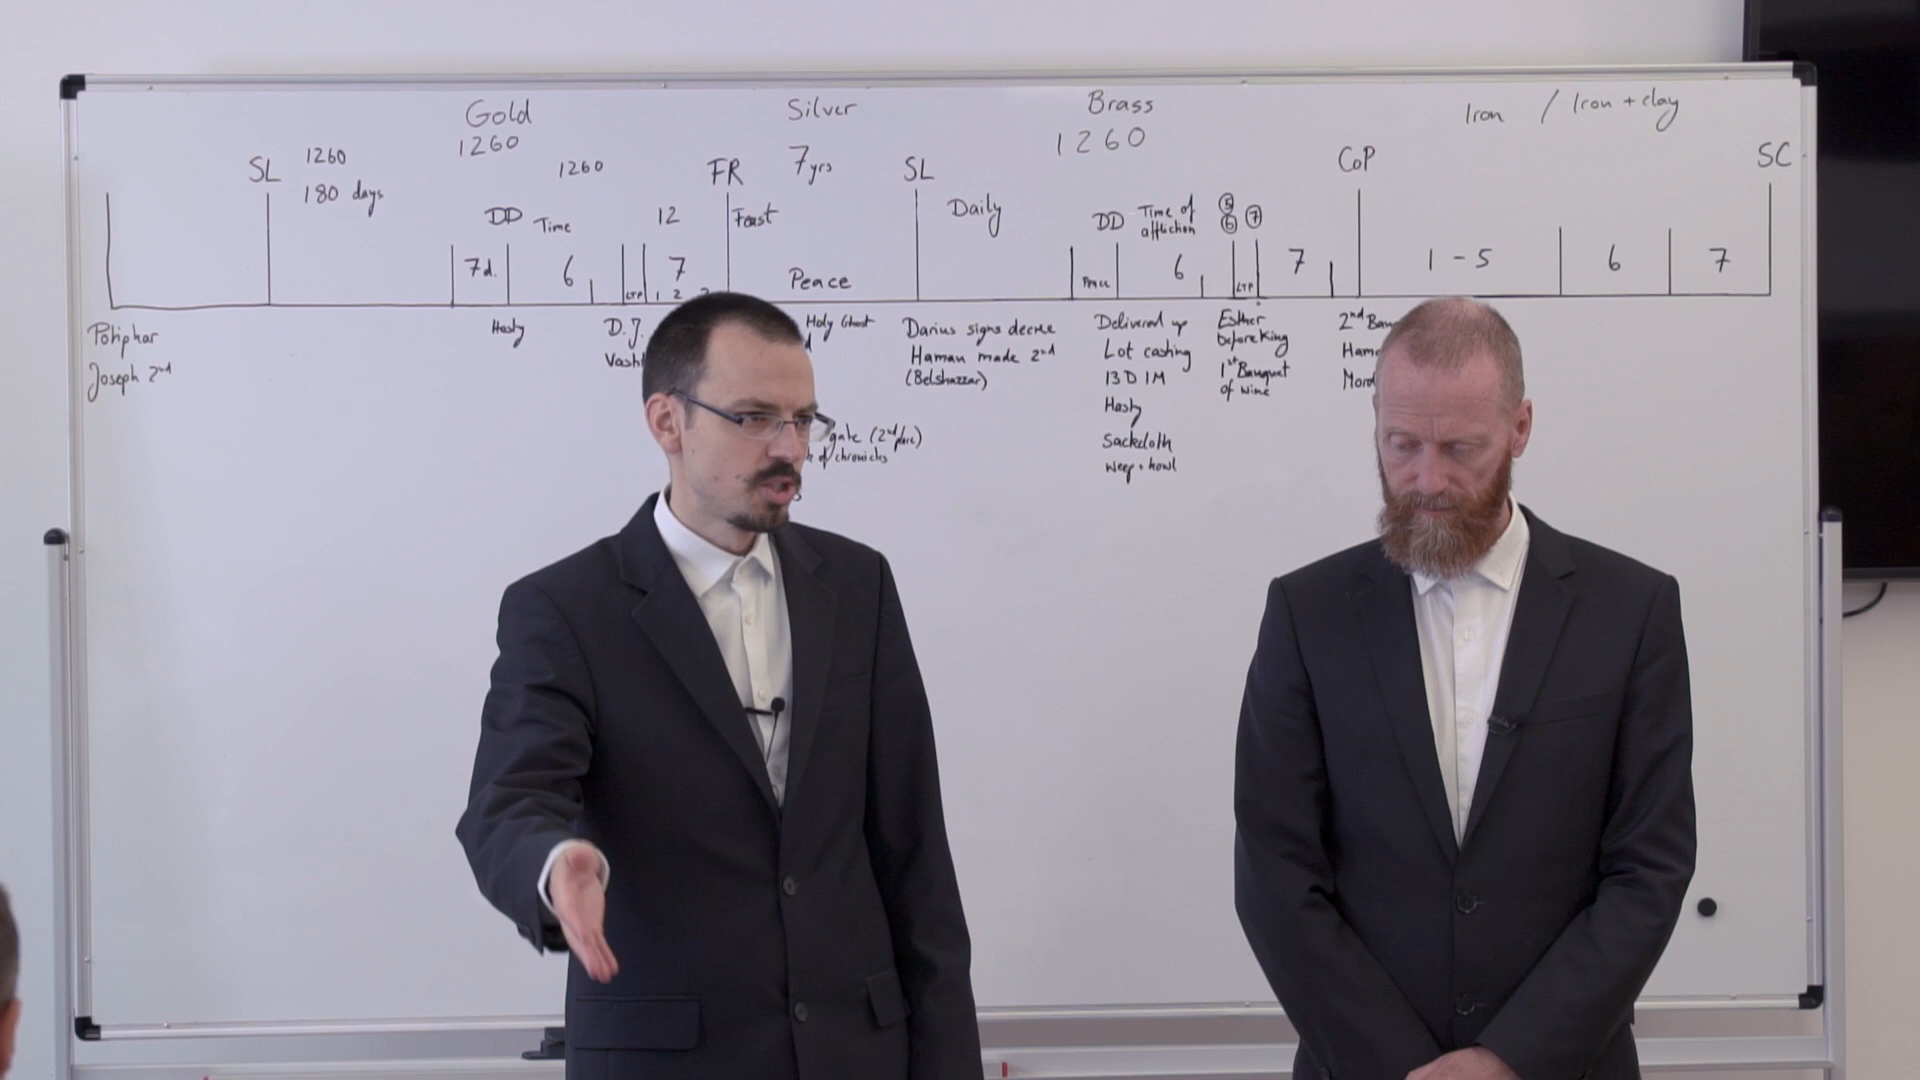 Gold Silver Brass Iron / Iron + clay
1260 1260
SL 1260 1260 FR 7yrs SL CoP SC
180 days
DD Time 12 Feast Daily DD Time of affliction 5 6 7
7d. 6 LTP 7 Peace Peace 6 LTP 7 1 - 5 6 7
1 2
Potiphar
Joseph 2nd
Hasty
D.J.
Vasht
Holy Ghost
gate (2nd
of chronicles
Darius signs decree
Haman made 2nd
(Belshazzar)
Delivered up
Lot casting
13D 1M
Hasty
Sackcloth
weep + howl
Esther
before King
1st Banquet
of wine
2nd Ban
Hama
Mord